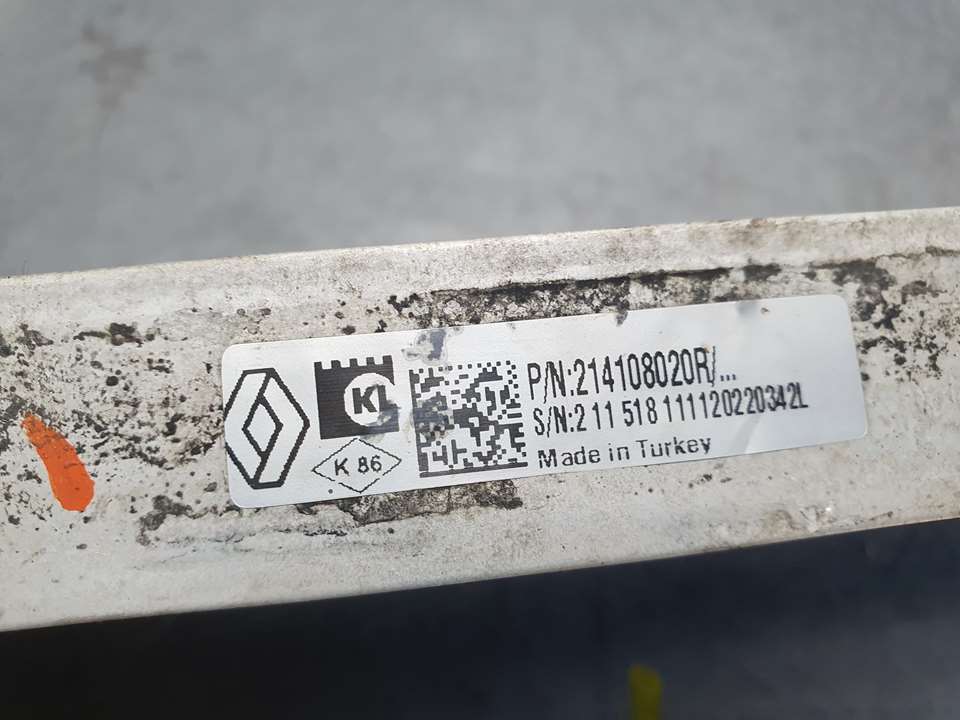 KL
K 86
P/N:214108020R/...
S/N:2 11 518 111120220342L
Made in Turkey